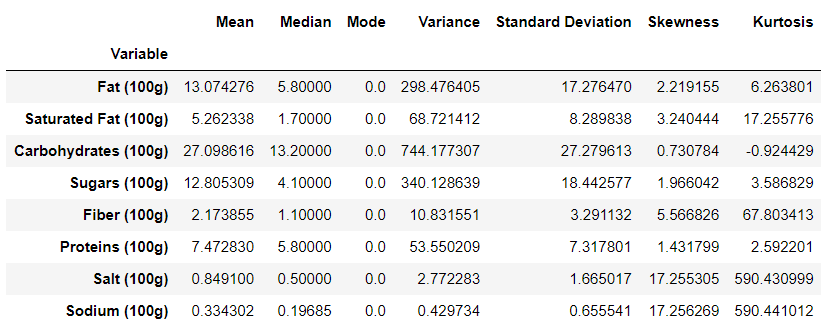 Mean Median Mode Variance Standard Deviation Skewness Kurtosis
Variable
Fat (100g) 13.074276 5.80000 0.0 298.476405 17.276470 2.219155 6.263801
Saturated Fat (100g) 5.262338 1.70000 0.0 68.721412 8.289838 3.240444 17.255776
Carbohydrates (100g) 27.098616 13.20000 0.0 744.177307 27.279613 0.730784 -0.924429
Sugars (100g) 12.805309 4.10000 0.0 340.128639 18.442577 1.966042 3.586829
Fiber (100g) 2.173855 1.10000 0.0 10.831551 3.291132 5.566826 67.803413
Proteins (100g) 7.472830 5.80000 0.0 53.550209 7.317801 1.431799 2.592201
Salt (100g) 0.849100 0.50000 0.0 2.772283 1.665017 17.255305 590.430999
Sodium (100g) 0.334302 0.19685 0.0 0.429734 0.655541 17.256269 590.441012